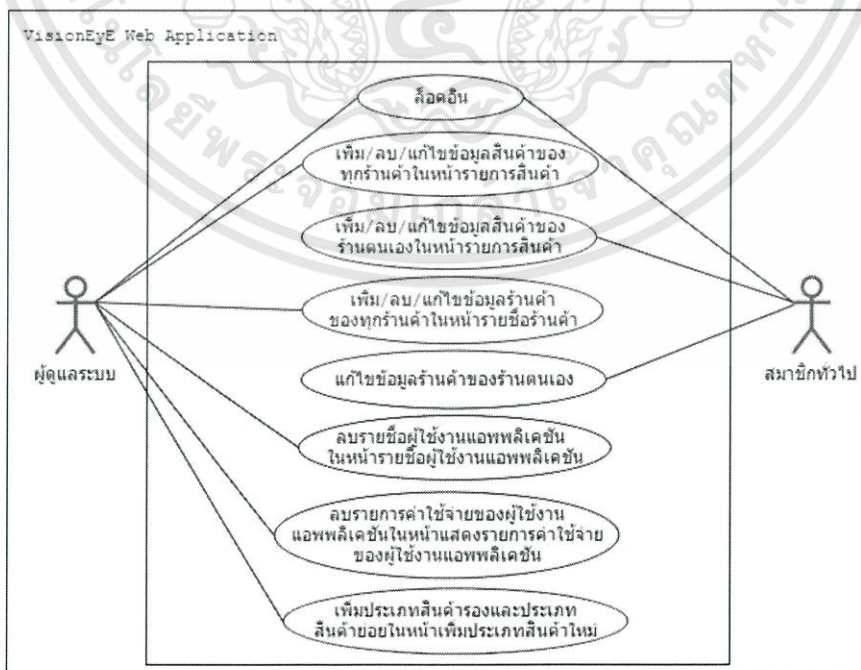 VisionEyE Web Application
ล็อคอิน
เพิ่ม/ลบ/แก้ไขข้อมูลสินค้าของ
ทุกร้านค้าในหน้ารายการสินค้า
เพิ่ม/ลบ/แก้ไขข้อมูลสินค้าของ
ร้านตนเองในหน้ารายการสินค้า
เพิ่ม/ลบ/แก้ไขข้อมูลร้านค้า
ของทุกร้านค้าในหน้ารายชื่อร้านค้า
ผู้ดูแลระบบ
สมาชิกทั่วไป
แก้ไขข้อมูลร้านค้าของร้านตนเอง
ลบรายชื่อผู้ใช้งานแอพพลิเคชัน
ในหน้ารายชื่อผู้ใช้งานแอพพลิเคชัน
ลบรายการค่าใช้จ่ายของผู้ใช้งาน
แอพพลิเคชันในหน้าแสดงรายการค่าใช้จ่าย
ของผู้ใช้งานแอพพลิเคชัน
เพิ่มประเภทสินค้ารองและประเภท
สินค้าย่อยในหน้าเพิ่มประเภทสินค้าใหม่